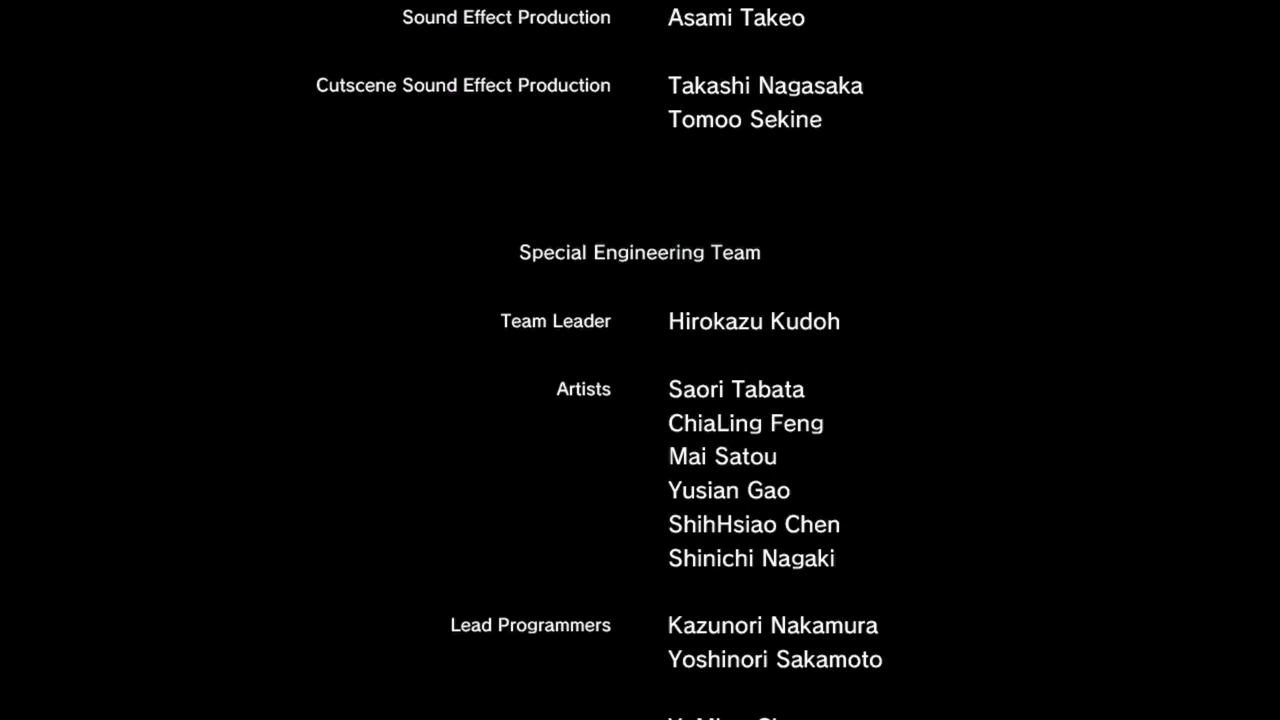 Sound Effect Production Asami Takeo
Cutscene Sound Effect Production Takashi Nagasaka
Tomoo Sekine
Special Engineering Team
Team Leader Hirokazu Kudoh
Artists Saori Tabata
ChiaLing Feng
Mai Satou
Yusian Gao
ShihHsiao Chen
Shinichi Nagaki
Lead Programmers Kazunori Nakamura
Yoshinori Sakamoto